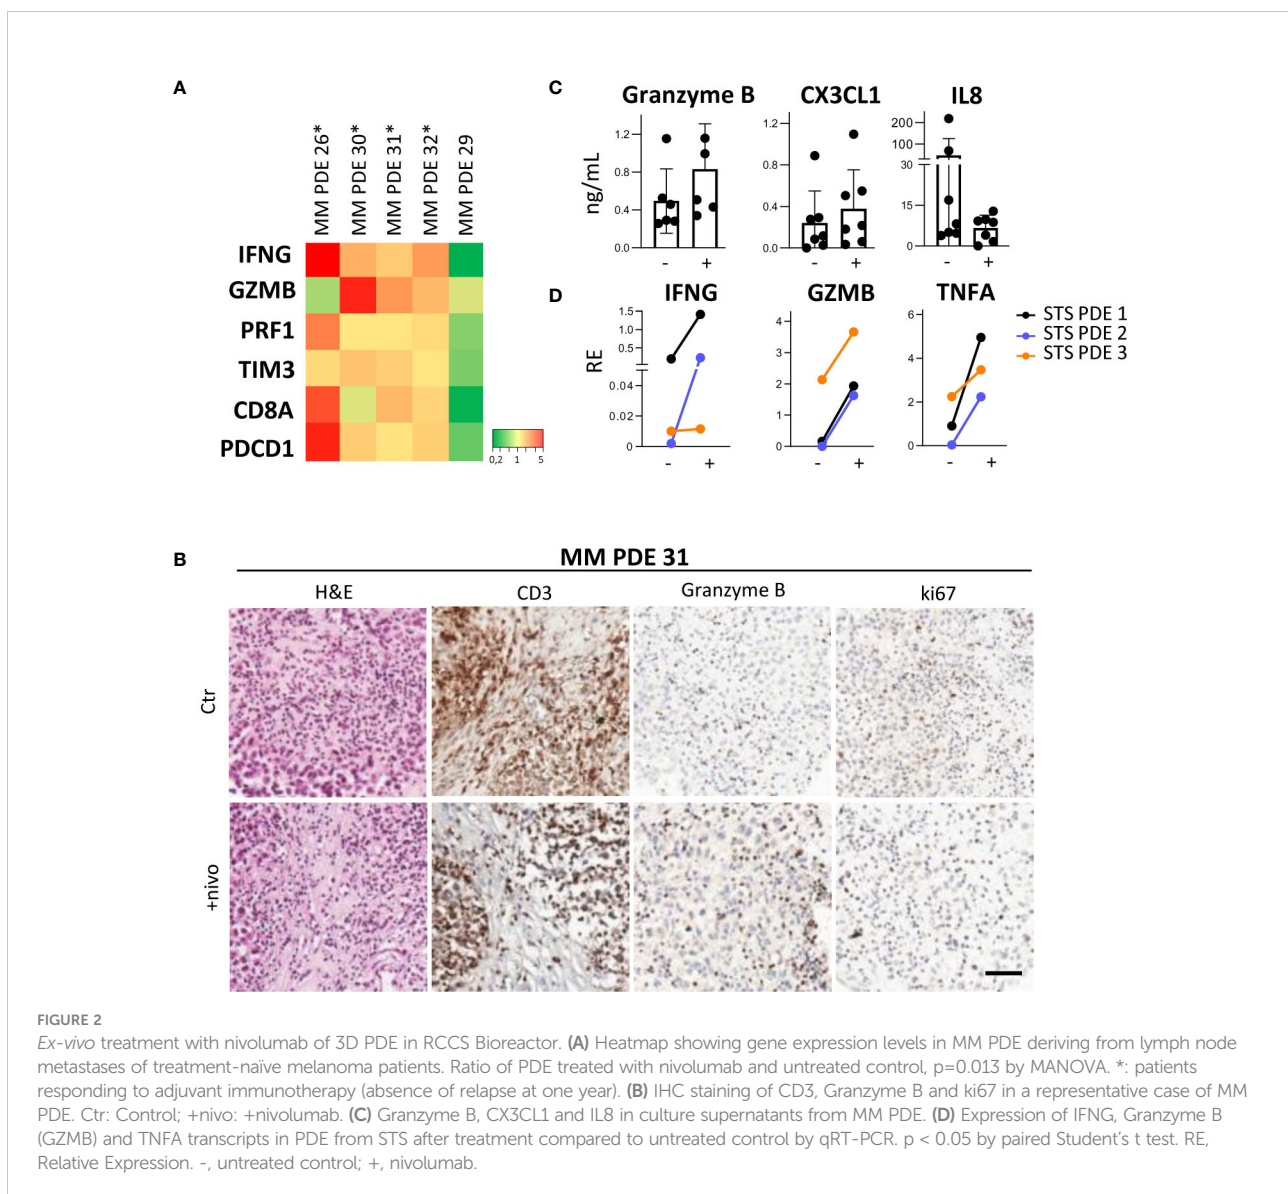 A
MM PDE 26*
MM PDE 30*
MM PDE 31*
MM PDE 32*
MM PDE 29
IFNG
GZMB
PRF1
TIM3
CD8A
PDCD1
0,2 1 5
C
Granzyme B CX3CL1 IL8
ng/mL
1.2
0.8
0.4
0.0
- +
1.2
0.8
0.4
0.0
- +
200
100
30
15
0
- +
D
IFNG GZMB TNFA
RE
1.5
1.0
0.5
0.04
0.02
0
- +
4
3
2
1
0
- +
6
4
2
0
- +
STS PDE 1
STS PDE 2
STS PDE 3
B
MM PDE 31
H&E CD3 Granzyme B ki67
Ctr
+nivo
FIGURE 2
Ex-vivo treatment with nivolumab of 3D PDE in RCCS Bioreactor. (A) Heatmap showing gene expression levels in MM PDE deriving from lymph node
metastases of treatment-naïve melanoma patients. Ratio of PDE treated with nivolumab and untreated control, p=0.013 by MANOVA. *: patients
responding to adjuvant immunotherapy (absence of relapse at one year). (B) IHC staining of CD3, Granzyme B and ki67 in a representative case of MM
PDE. Ctr: Control; +nivo: +nivolumab. (C) Granzyme B, CX3CL1 and IL8 in culture supernatants from MM PDE. (D) Expression of IFNG, Granzyme B
(GZMB) and TNFA transcripts in PDE from STS after treatment compared to untreated control by qRT-PCR. p < 0.05 by paired Student's t test. RE,
Relative Expression. -, untreated control; +, nivolumab.